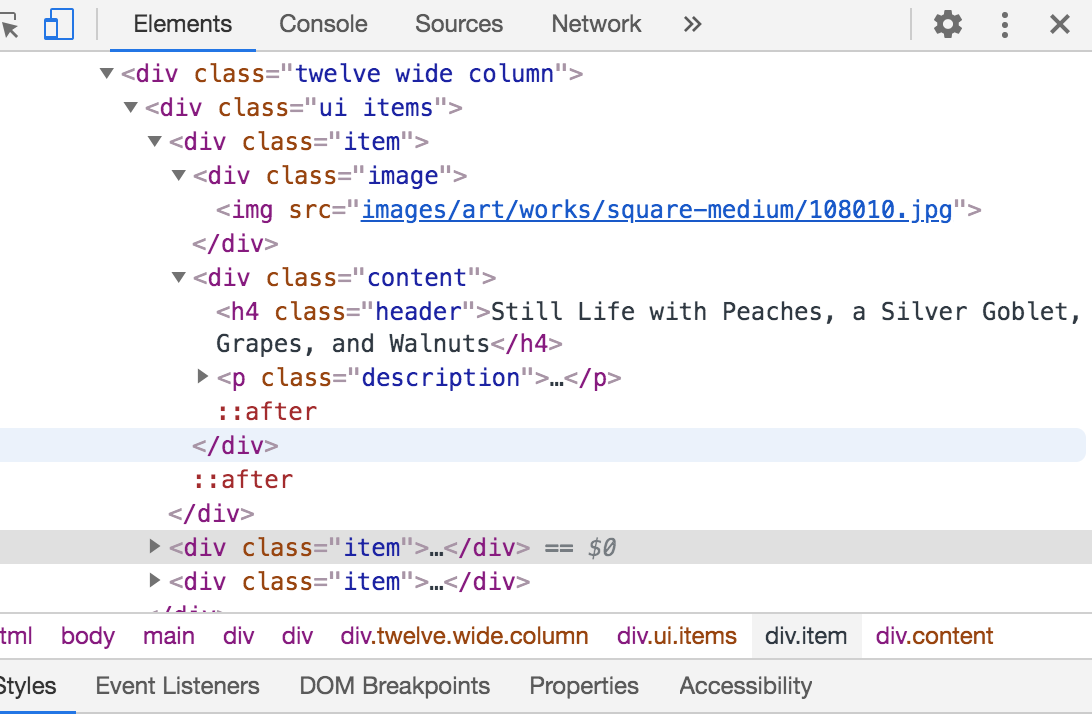 Elements Console Sources Network »
<div class="twelve wide column">
<div class="ui items">
<div class="item">
<div class="image">
<img src="images/art/works/square-medium/108010.jpg">
</div>
<div class="content">
<h4 class="header">Still Life with Peaches, a Silver Goblet,
Grapes, and Walnuts</h4>
<p class="description">…</p>
::after
</div>
::after
</div>
<div class="item">…</div> == $0
<div class="item">…</div>
</div>
tml body main div div div.twelve.wide.column div.ui.items div.item div.content
Styles Event Listeners DOM Breakpoints Properties Accessibility